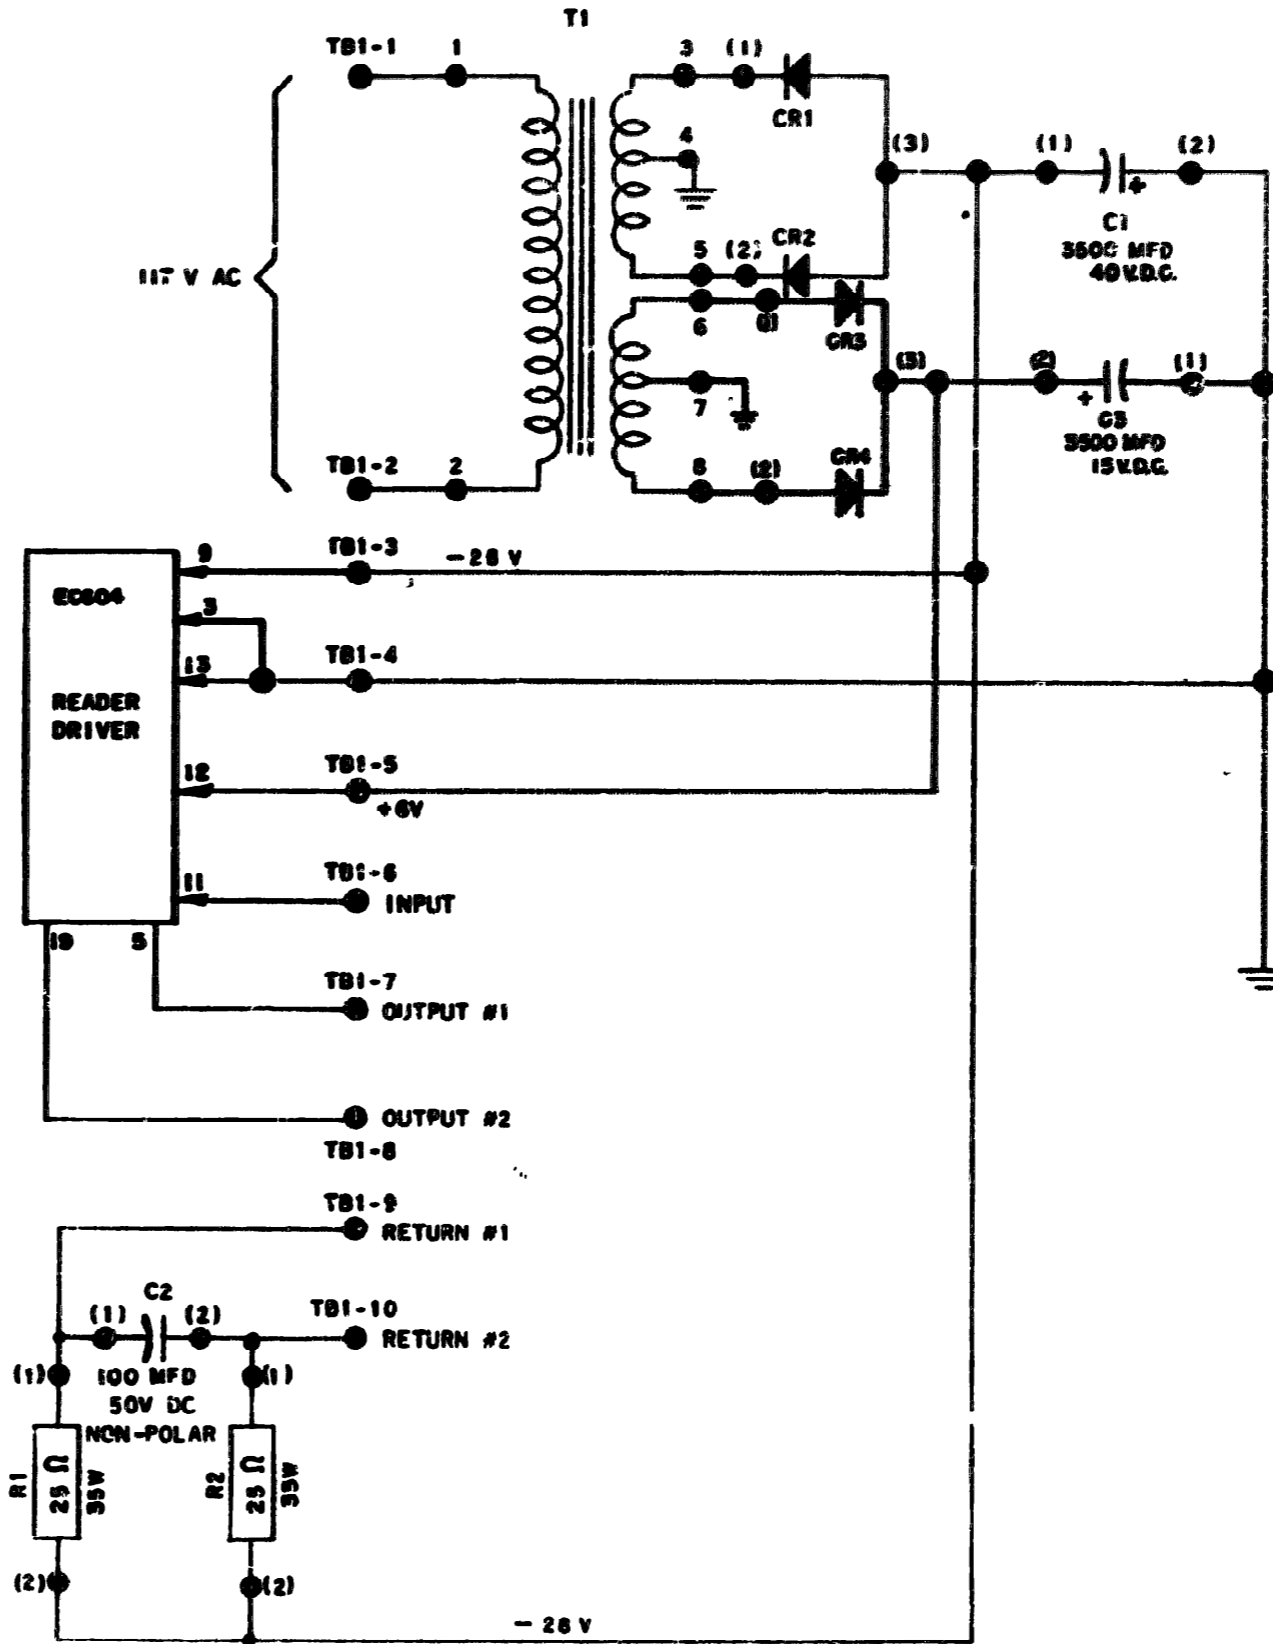 T1
TB1-1
1
3
(1)
CR1
4
(3)
(1)
(2)
+
C1
3500 MFD
40 V.D.C.
117 V AC
5
(2)
CR2
6
(1)
CR3
7
(3)
(2)
(1)
+
C3
3500 MFD
15 V.D.C.
TB1-2
2
8
(2)
CR4
9
TB1-3
EC604
3
13
TB1-4
READER
DRIVER
12
TB1-5
+6V
11
TB1-6
INPUT
19
5
TB1-7
OUTPUT #1
OUTPUT #2
TB1-8
TB1-9
RETURN #1
C2
(1)
(2)
TB1-10
RETURN #2
(1)
100 MFD
50V DC
NON-POLAR
(1)
R1
25 Ω
35W
R2
25 Ω
35W
(2)
(2)